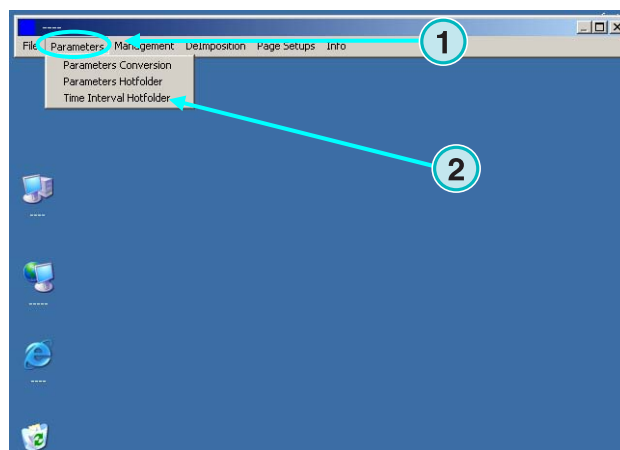 ----
File Parameters Management DeImposition Page Setups Info
1
Parameters Conversion
Parameters Hotfolder
Time Interval Hotfolder
2
----
-----
----